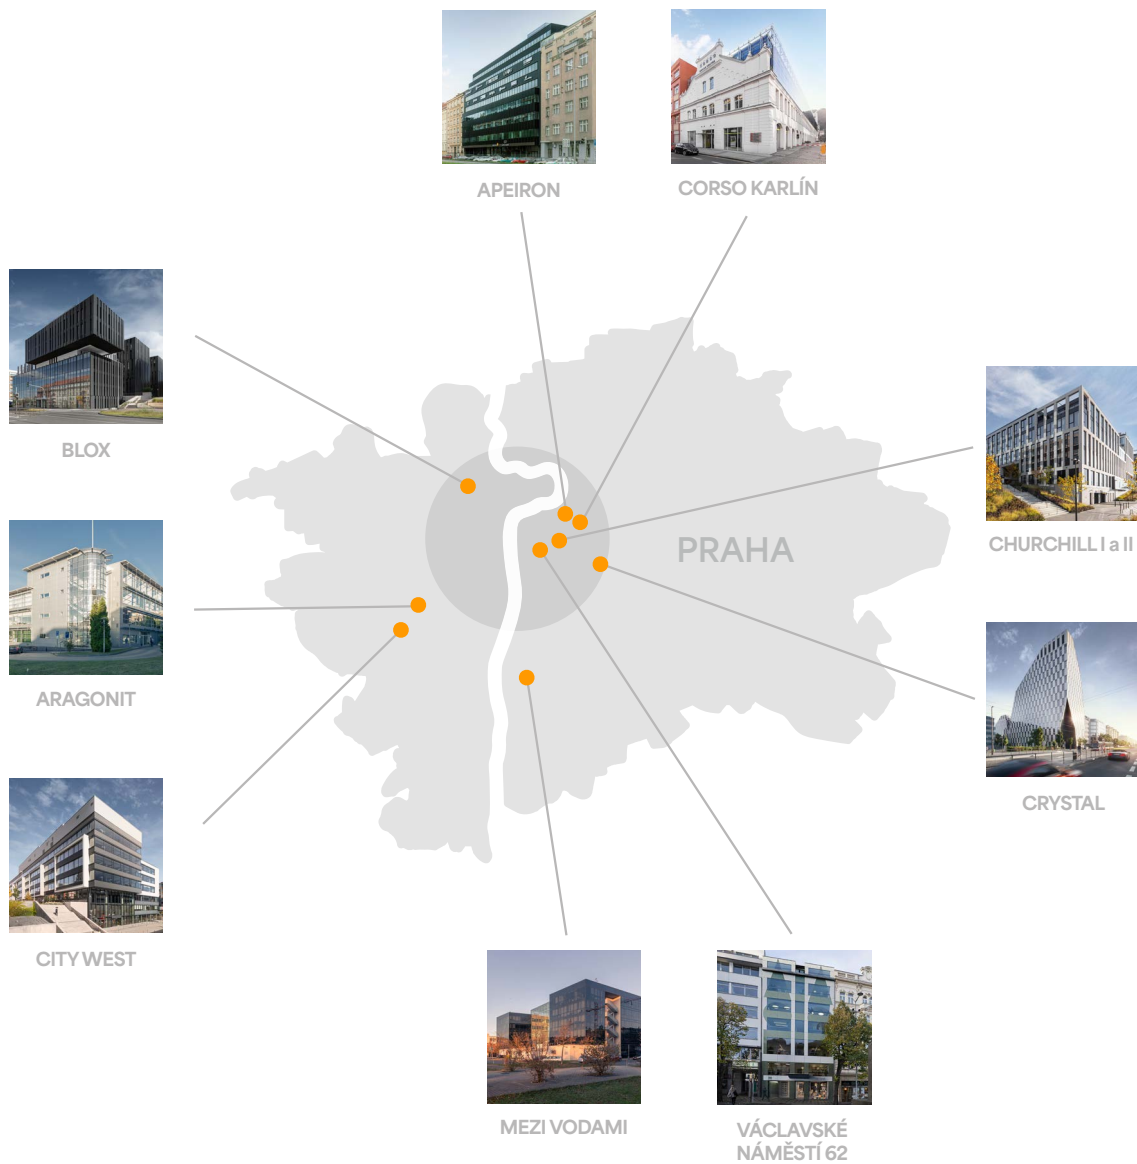 APEIRON
CORSO KARLÍN
BLOX
CHURCHILL I a II
PRAHA
ARAGONIT
CRYSTAL
CITY WEST
MEZI VODAMI
VÁCLAVSKÉ
NÁMĚSTÍ 62